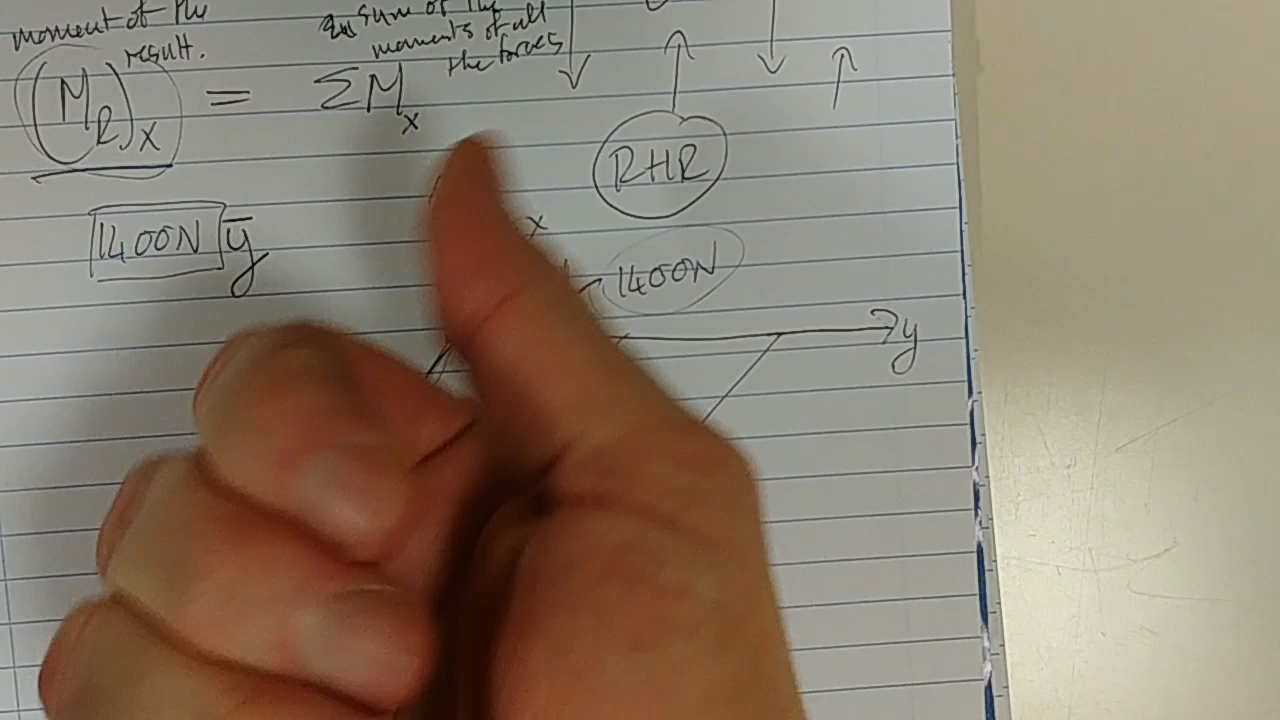 moment of the
result.
sum of the
moments of all
the forces
(M_R)_x = ΣM_x
RHR
1400N ȳ
x
1400N
y